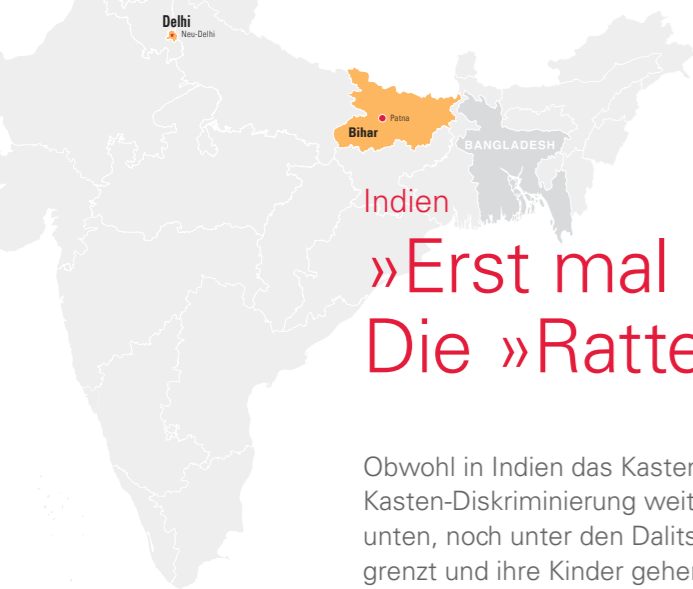 Delhi
Neu-Delhi
Patna
Bihar
BANGLADESH
Indien
»Erst mal
Die »Ratte
Obwohl in Indien das Kasten
Kasten-Diskriminierung weit
unten, noch unter den Dalits
grenzt und ihre Kinder gehen